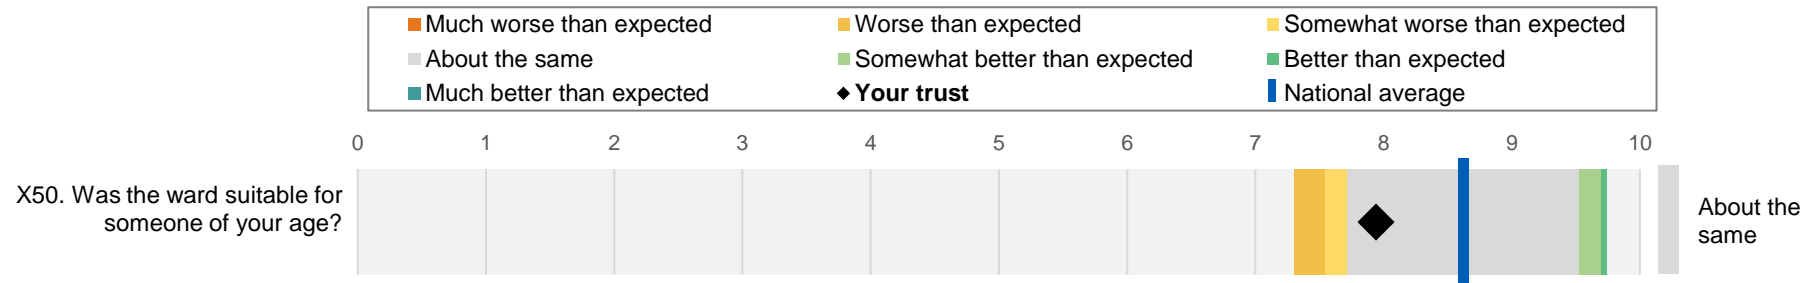 Much worse than expected Worse than expected Somewhat worse than expected
About the same Somewhat better than expected Better than expected
Much better than expected Your trust National average
0 1 2 3 4 5 6 7 8 9 10
X50. Was the ward suitable for
someone of your age?
About the
same